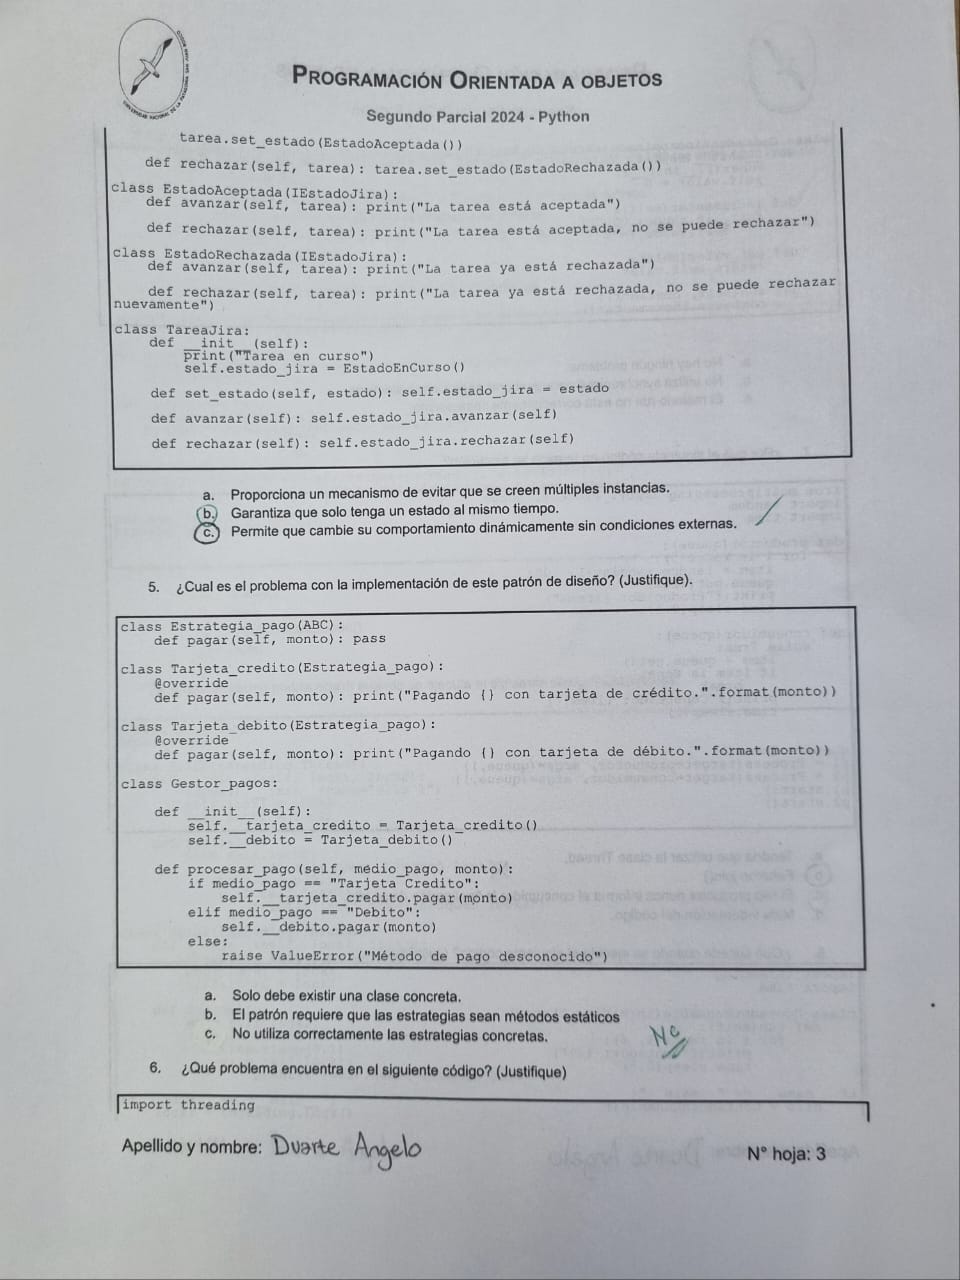 PROGRAMACIÓN ORIENTADA A OBJETOS
Segundo Parcial 2024 - Python
tarea.set_estado(EstadoAceptada())
def rechazar(self, tarea): tarea.set_estado(EstadoRechazada())
class EstadoAceptada(IEstadoJira):
def avanzar(self, tarea): print("La tarea está aceptada")
def rechazar(self, tarea): print("La tarea está aceptada, no se puede rechazar")
class EstadoRechazada(IEstadoJira):
def avanzar(self, tarea): print("La tarea ya está rechazada")
def rechazar(self, tarea): print("La tarea ya está rechazada, no se puede rechazar
nuevamente")
class TareaJira:
def __init__(self):
print("Tarea en curso")
self.estado_jira = EstadoEnCurso()
def set_estado(self, estado): self.estado_jira = estado
def avanzar(self): self.estado_jira.avanzar(self)
def rechazar(self): self.estado_jira.rechazar(self)
a. Proporciona un mecanismo de evitar que se creen múltiples instancias.
b. Garantiza que solo tenga un estado al mismo tiempo.
c. Permite que cambie su comportamiento dinámicamente sin condiciones externas.
5. ¿Cual es el problema con la implementación de este patrón de diseño? (Justifique).
class Estrategia_pago(ABC):
def pagar(self, monto): pass
class Tarjeta_credito(Estrategia_pago):
@override
def pagar(self, monto): print("Pagando {} con tarjeta de crédito.".format(monto))
class Tarjeta_debito(Estrategia_pago):
@override
def pagar(self, monto): print("Pagando {} con tarjeta de débito.".format(monto))
class Gestor_pagos:
def __init__(self):
self.__tarjeta_credito = Tarjeta_credito()
self.__debito = Tarjeta_debito()
def procesar_pago(self, medio_pago, monto):
if medio_pago == "Tarjeta Credito":
self.__tarjeta_credito.pagar(monto)
elif medio_pago == "Debito":
self.__debito.pagar(monto)
else:
raise ValueError("Método de pago desconocido")
a. Solo debe existir una clase concreta.
b. El patrón requiere que las estrategias sean métodos estáticos
c. No utiliza correctamente las estrategias concretas.
Nc
6. ¿Qué problema encuentra en el siguiente código? (Justifique)
import threading
Apellido y nombre: Duarte Angelo
N° hoja: 3